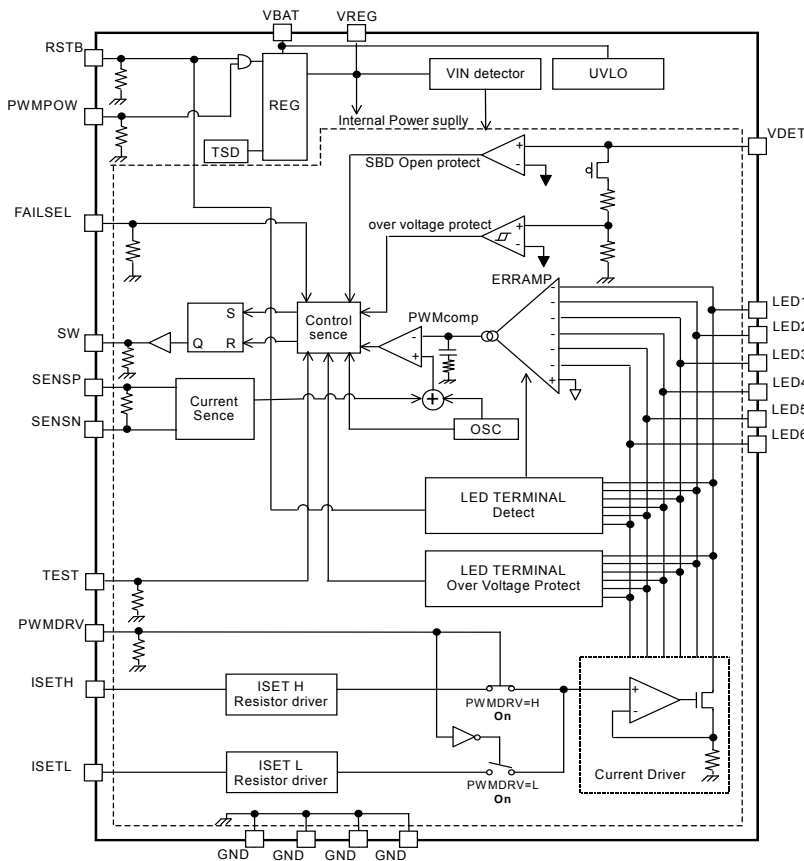 VBAT
VREG
RSTB
PWMPOW
REG
TSD
VIN detector
UVLO
Internal Power suplly
VDET
SBD Open protect
+
-
FAILSEL
over voltage protect
+
-
ERRAMP
-
-
-
-
-
-
+
LED1
LED2
LED3
LED4
LED5
LED6
SW
S
Q
R
Control
sence
PWMcomp
-
+
SENSP
SENSN
Current
Sence
+
OSC
LED TERMINAL
Detect
LED TERMINAL
Over Voltage Protect
TEST
PWMDRV
ISETH
ISET H
Resistor driver
PWMDRV=H
On
+
-
Current Driver
ISETL
ISET L
Resistor driver
PWMDRV=L
On
GND
GND
GND
GND